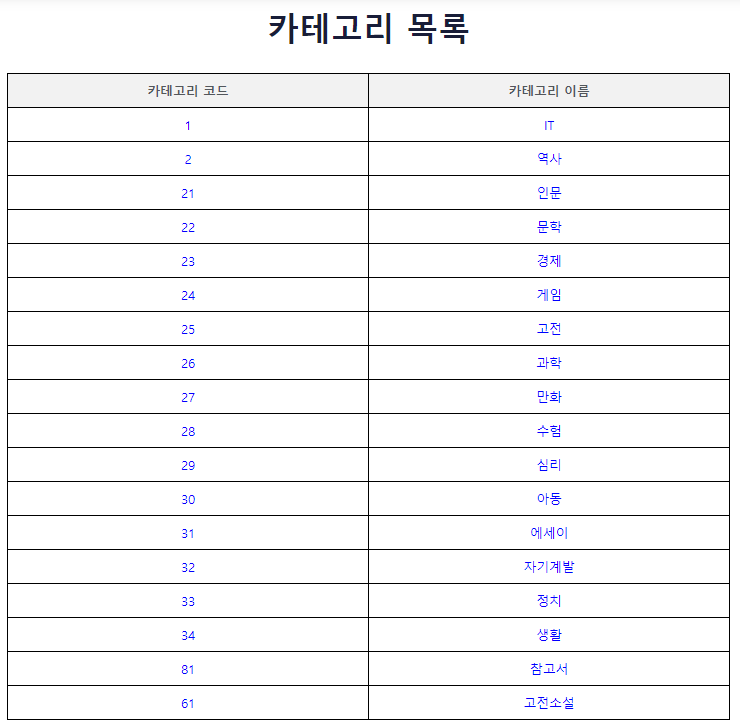 카테고리 목록
카테고리 코드 카테고리 이름
1 IT
2 역사
21 인문
22 문학
23 경제
24 게임
25 고전
26 과학
27 만화
28 수험
29 심리
30 아동
31 에세이
32 자기계발
33 정치
34 생활
81 참고서
61 고전소설